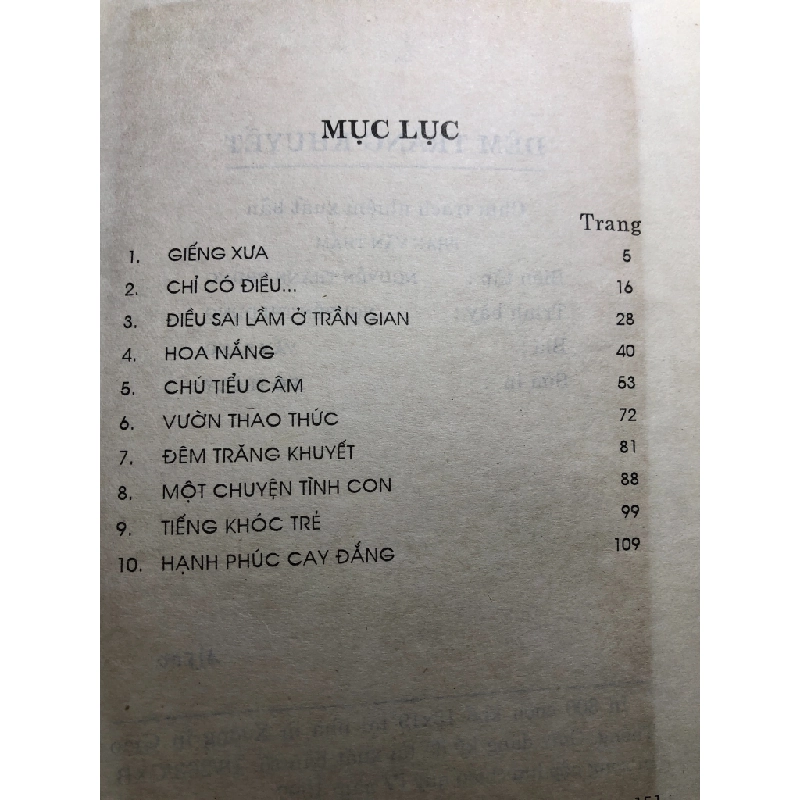 MỤC LỤC
Trang
1. GIẾNG XƯA 5
2. CHỈ CÓ ĐIỀU... 16
3. ĐIỀU SAI LẦM Ở TRẦN GIAN 28
4. HOA NẮNG 40
5. CHÚ TIỂU CÂM 53
6. VƯỜN THAO THỨC 72
7. ĐÊM TRĂNG KHUYẾT 81
8. MỘT CHUYỆN TÌNH CON 88
9. TIẾNG KHÓC TRẺ 99
10. HẠNH PHÚC CAY ĐẮNG 109